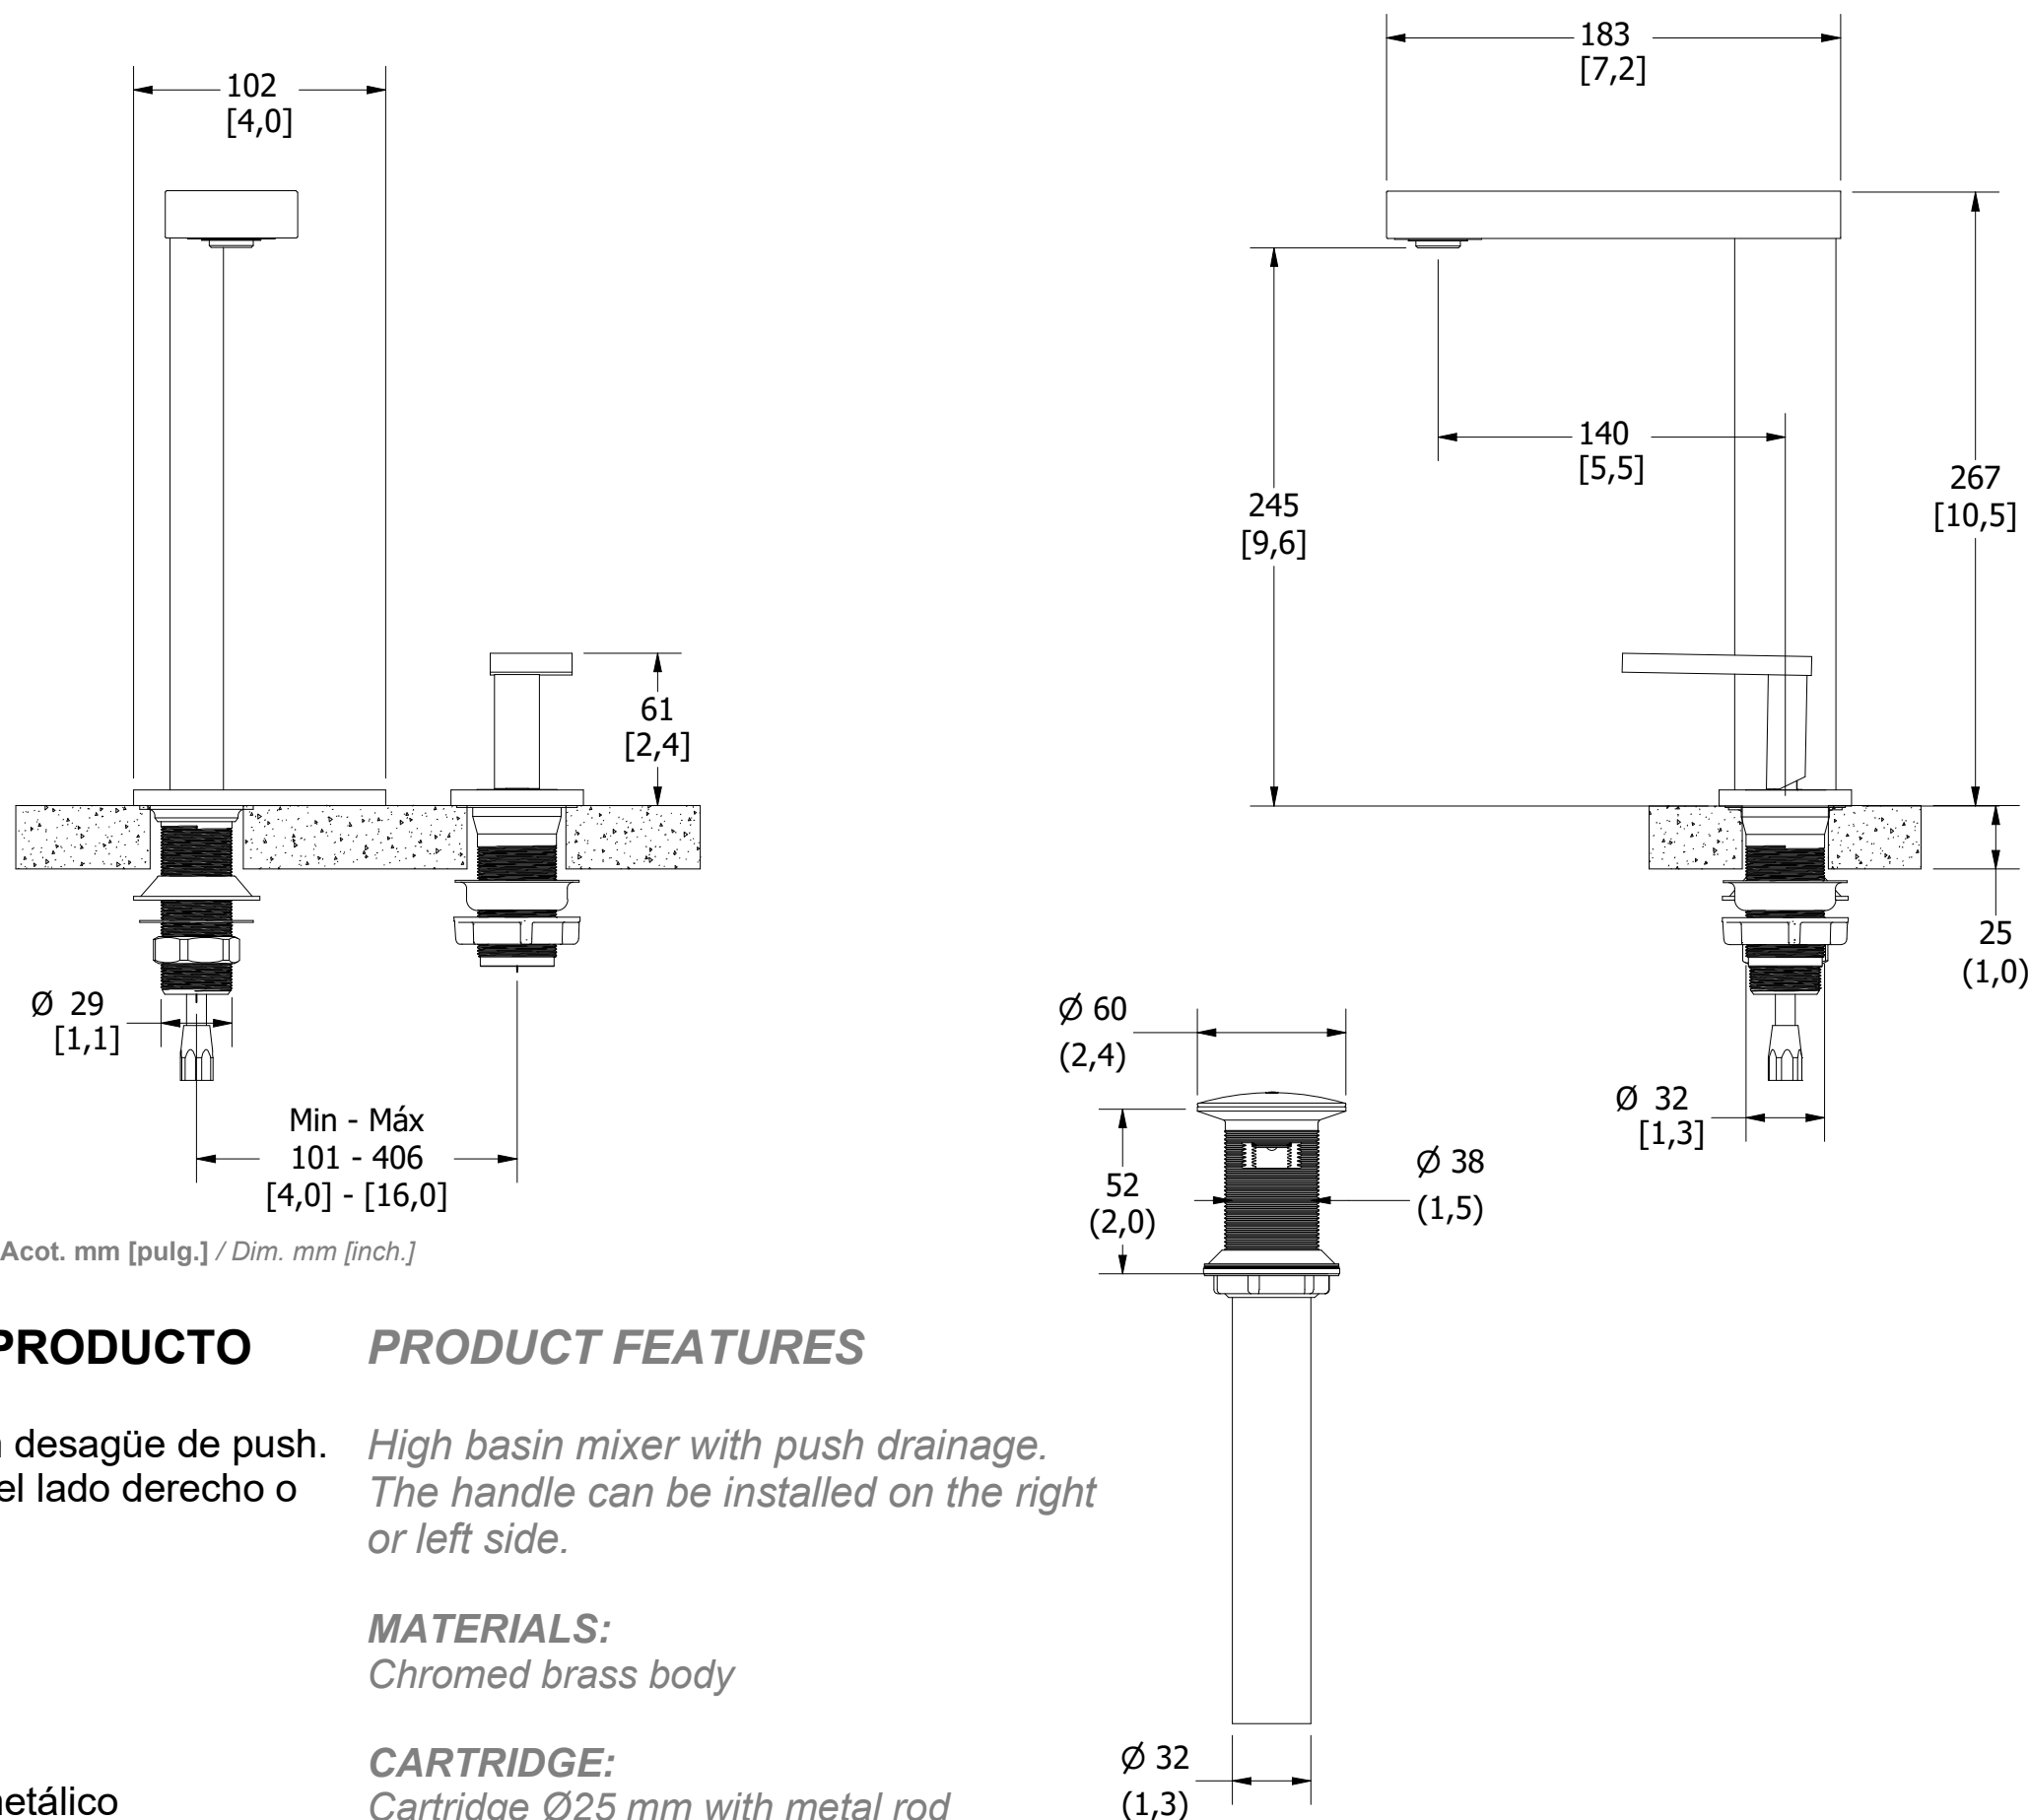 102
[4,0]
183
[7,2]
140
[5,5]
245
[9,6]
267
[10,5]
61
[2,4]
25
(1,0)
Ø 29
[1,1]
Ø 60
(2,4)
Ø 32
[1,3]
Min - Máx
101 - 406
[4,0] - [16,0]
52
(2,0)
Ø 38
(1,5)
Acot. mm [pulg.] / Dim. mm [inch.]
PRODUCTO
desagüe de push.
el lado derecho o
PRODUCT FEATURES
High basin mixer with push drainage.
The handle can be installed on the right
or left side.
MATERIALS:
Chromed brass body
CARTRIDGE:
Cartridge Ø25 mm with metal rod
etálico
Ø 32
(1,3)